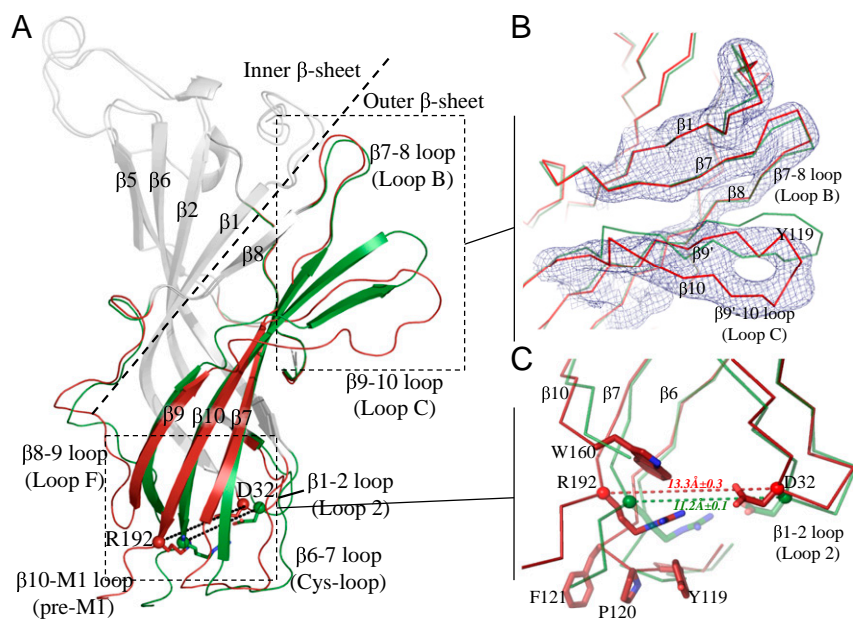 A
Inner β-sheet
Outer β-sheet
β5
β6
β2
β1
β8
β7-8 loop
(Loop B)
β9-10 loop
(Loop C)
β9
β10
β7
β8-9 loop
(Loop F)
D32
β1-2 loop
(Loop 2)
R192
β6-7 loop
(Cys-loop)
β10-M1 loop
(pre-M1)
B
β1
β7
β8
β7-8 loop
(Loop B)
Y119
β9'
β10
β9'-10 loop
(Loop C)
C
β10
β7
β6
W160
R192
13.3Å±0.3
11.2Å±0.1
D32
β1-2 loop
(Loop 2)
F121
P120
Y119